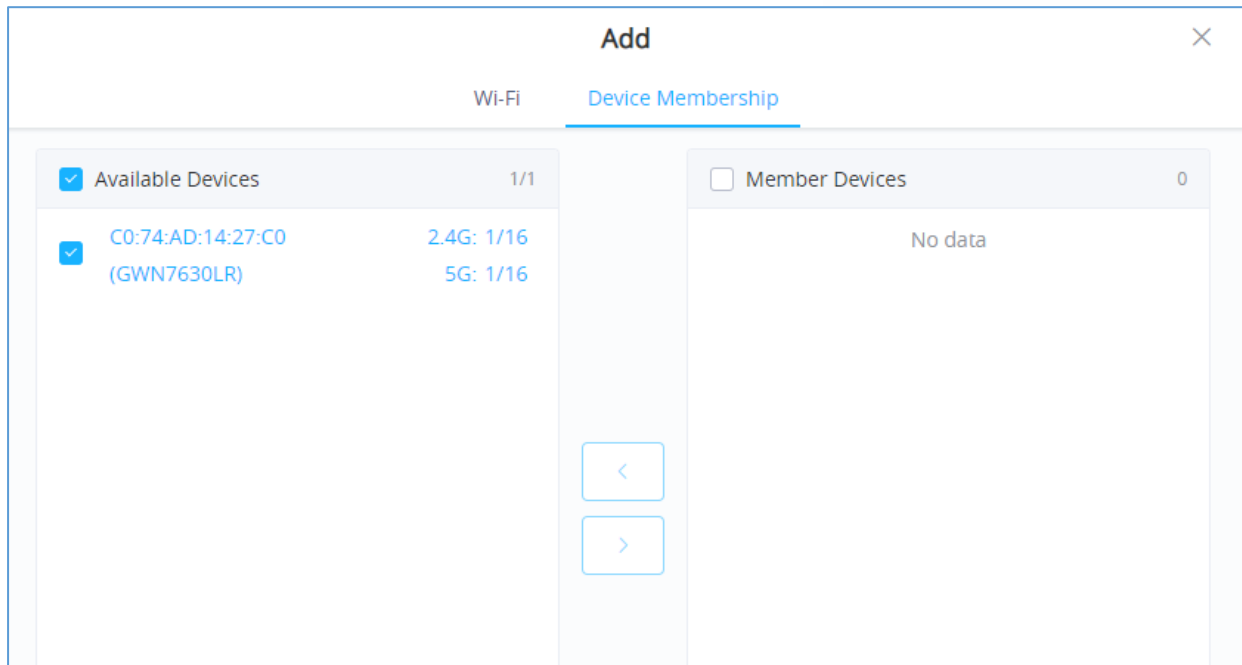 Add
Wi-Fi
Device Membership
Available Devices 1/1
C0:74:AD:14:27:C0 2.4G: 1/16
(GWN7630LR) 5G: 1/16
Member Devices 0
No data